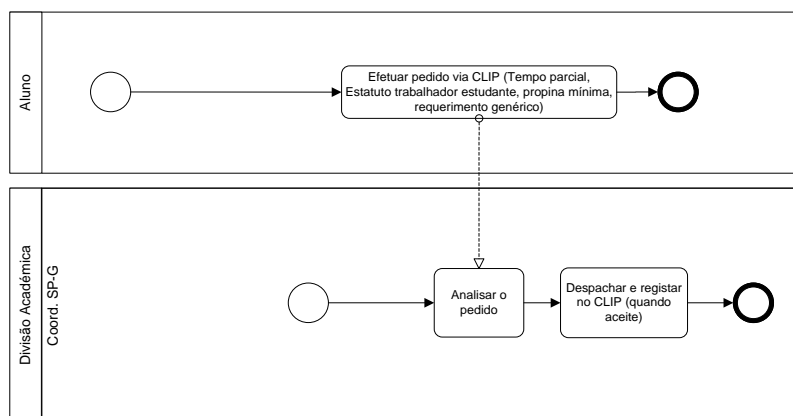 Aluno
Efetuar pedido via CLIP (Tempo parcial,
Estatuto trabalhador estudante, propina mínima,
requerimento genérico)
Divisão Académica
Coord. SP-G
Analisar o
pedido
Despachar e registar
no CLIP (quando
aceite)